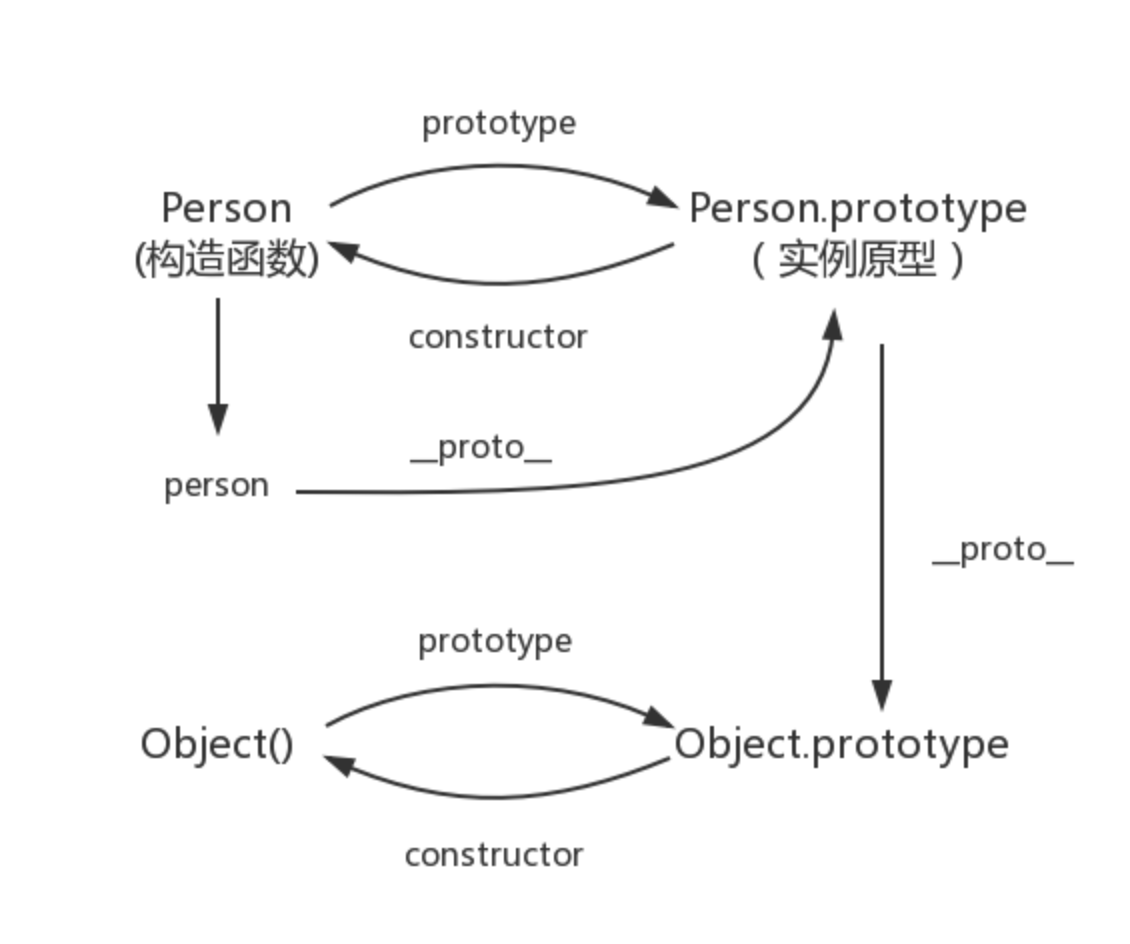 prototype
Person
Person.prototype
(构造函数)
（实例原型）
constructor
__proto__
person
__proto__
prototype
Object()
Object.prototype
constructor